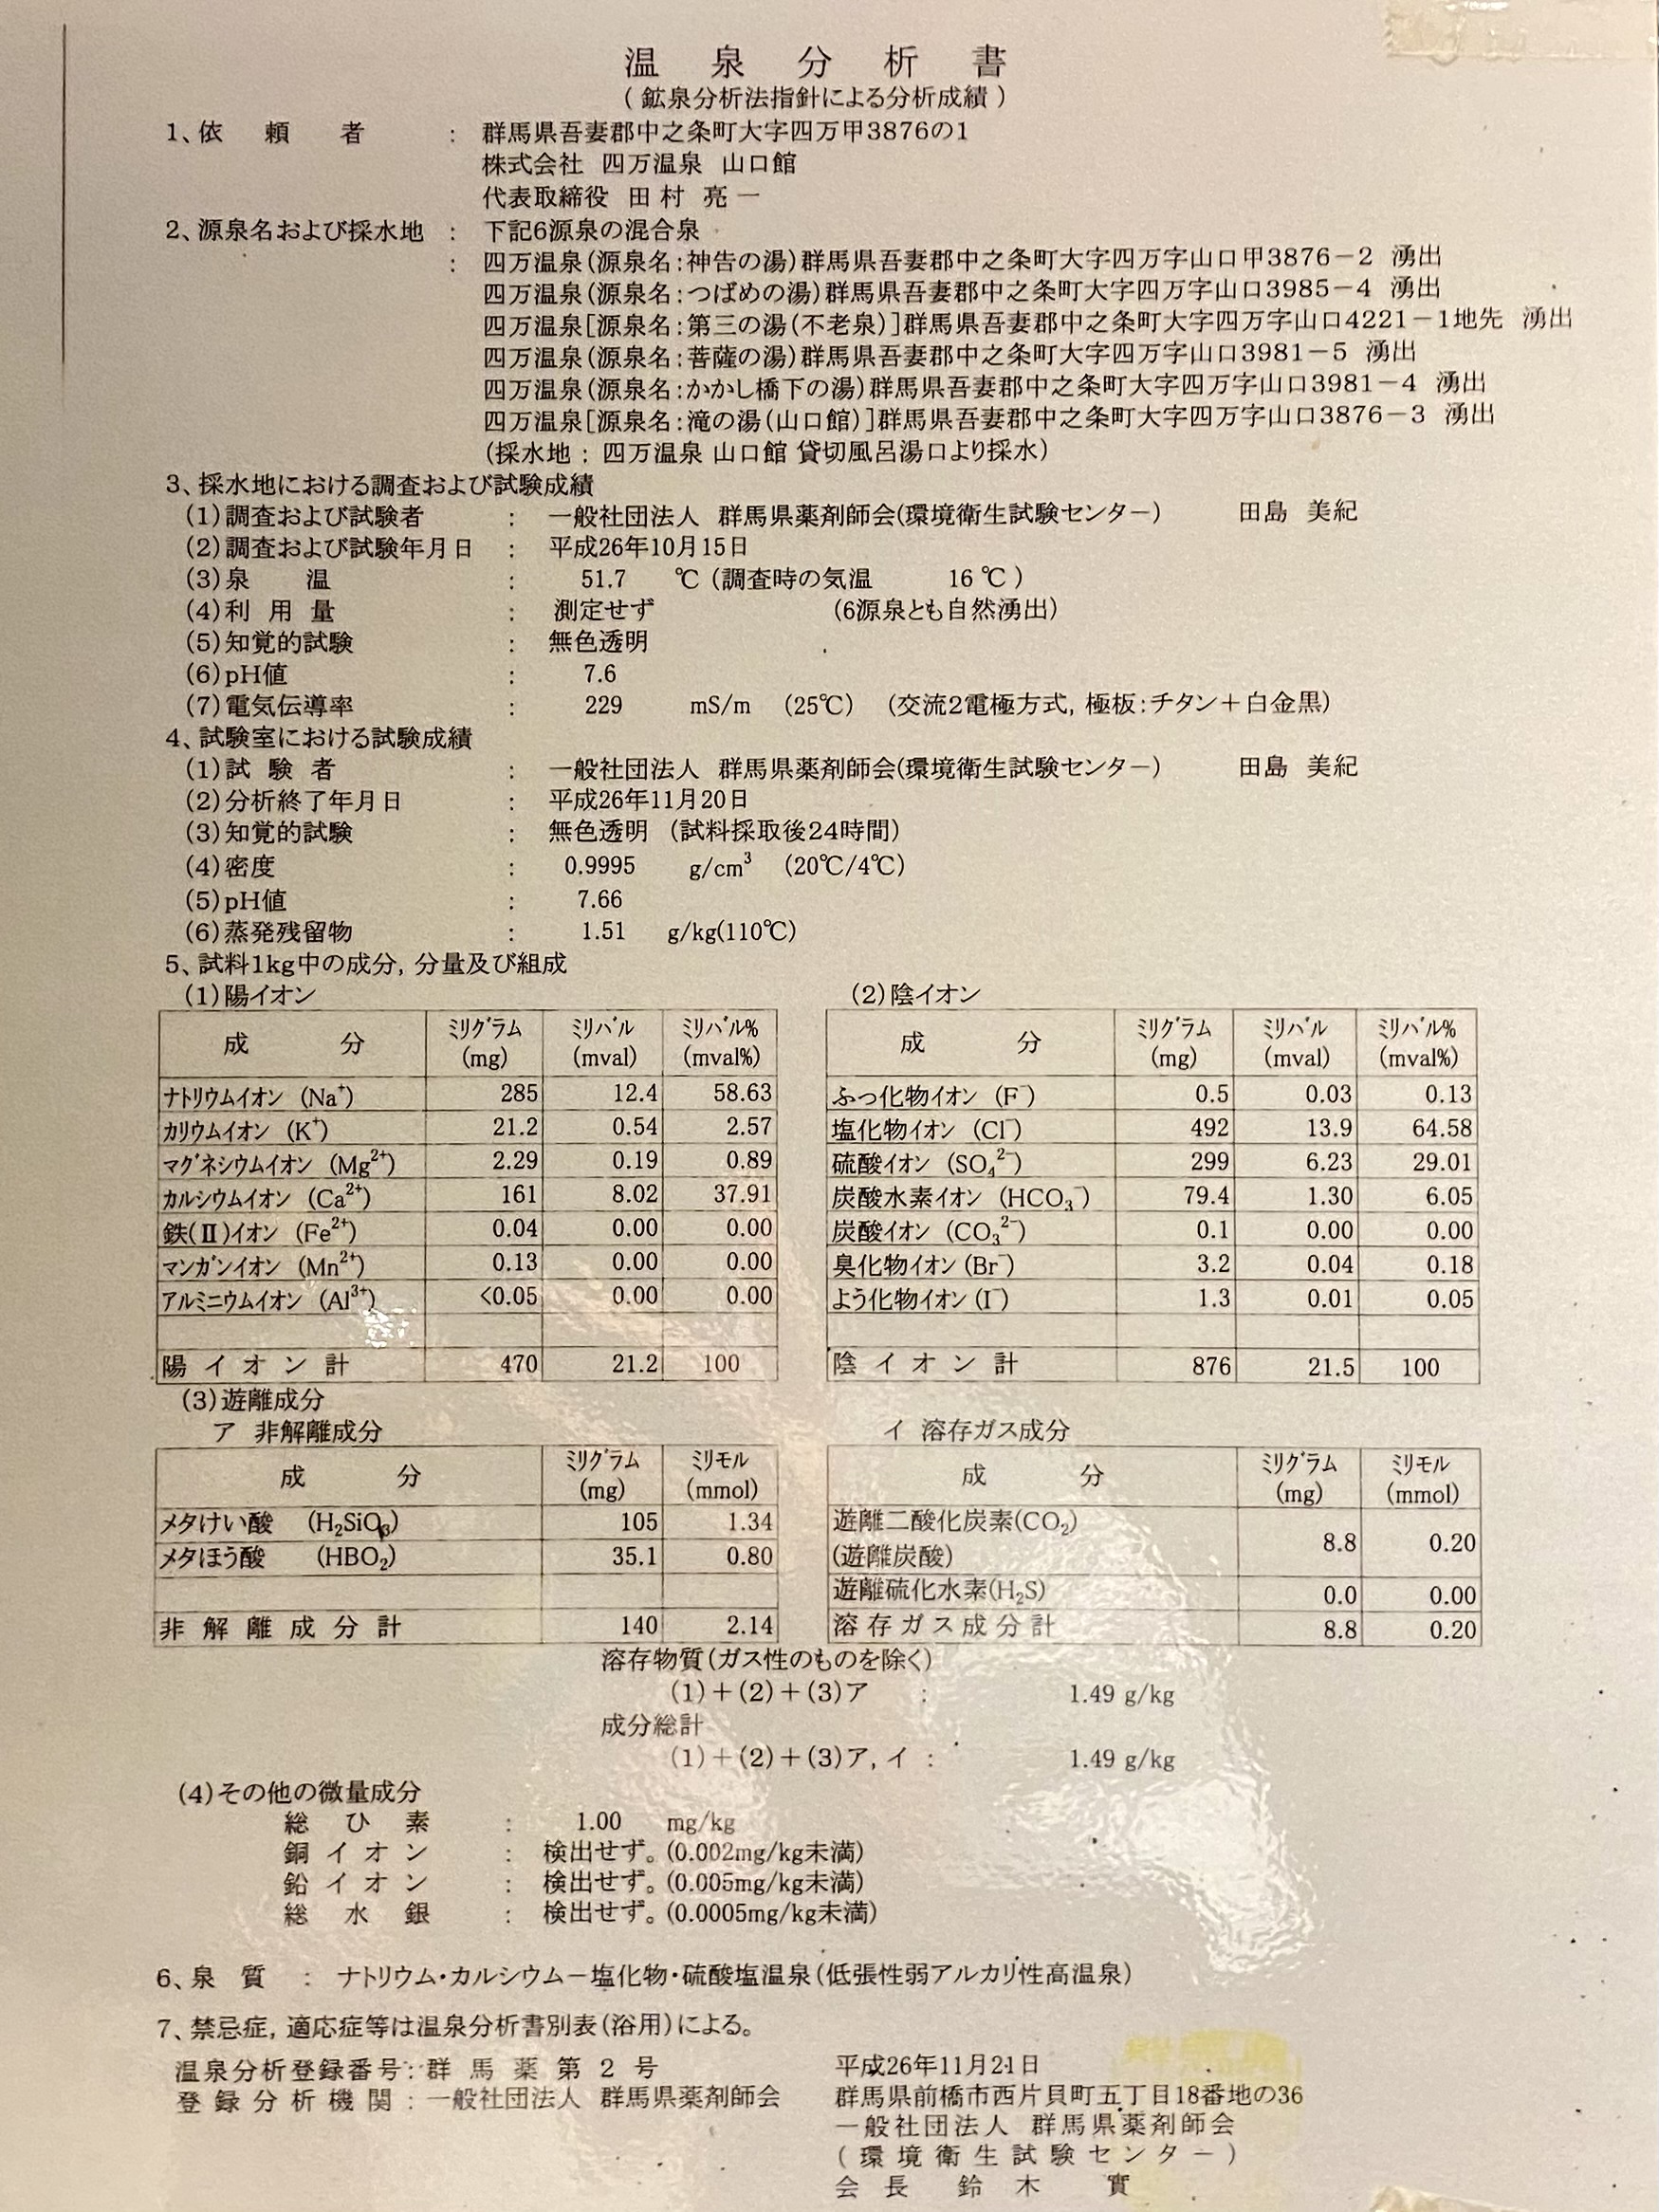 温泉分析書
(鉱泉分析法指針による分析成績)
1、依頼者 : 群馬県吾妻郡中之条町大字四万甲3876の1
株式会社 四万温泉 山口館
代表取締役 田村 亮一
2、源泉名および採水地 : 下記6源泉の混合泉
: 四万温泉(源泉名:神告の湯)群馬県吾妻郡中之条町大字四万字山口甲3876-2 湧出
四万温泉(源泉名:つばめの湯)群馬県吾妻郡中之条町大字四万字山口3985-4 湧出
四万温泉[源泉名:第三の湯(不老泉)]群馬県吾妻郡中之条町大字四万字山口4221-1地先 湧出
四万温泉(源泉名:菩薩の湯)群馬県吾妻郡中之条町大字四万字山口3981-5 湧出
四万温泉(源泉名:かかし橋下の湯)群馬県吾妻郡中之条町大字四万字山口3981-4 湧出
四万温泉[源泉名:滝の湯(山口館)]群馬県吾妻郡中之条町大字四万字山口3876-3 湧出
(採水地:四万温泉 山口館 貸切風呂湯口より採水)
3、採水地における調査および試験成績
(1)調査および試験者 : 一般社団法人 群馬県薬剤師会(環境衛生試験センター) 田島 美紀
(2)調査および試験年月日 : 平成26年10月15日
(3)泉温 : 51.7 ℃(調査時の気温 16℃)
(4)利用量 : 測定せず (6源泉とも自然湧出)
(5)知覚的試験 : 無色透明
(6)pH値 : 7.6
(7)電気伝導率 : 229 mS/m (25℃) (交流2電極方式,極板:チタン+白金黒)
4、試験室における試験成績
(1)試験者 : 一般社団法人 群馬県薬剤師会(環境衛生試験センター) 田島 美紀
(2)分析終了年月日 : 平成26年11月20日
(3)知覚的試験 : 無色透明 (試料採取後24時間)
(4)密度 : 0.9995 g/cm³ (20℃/4℃)
(5)pH値 : 7.66
(6)蒸発残留物 : 1.51 g/kg(110℃)
5、試料1kg中の成分,分量及び組成
(1)陽イオン
成分 ミリグラム(mg) ミリバル(mval) ミリバル%(mval%)
ナトリウムイオン (Na⁺) 285 12.4 58.63
カリウムイオン (K⁺) 21.2 0.54 2.57
マグネシウムイオン (Mg²⁺) 2.29 0.19 0.89
カルシウムイオン (Ca²⁺) 161 8.02 37.91
鉄(Ⅱ)イオン (Fe²⁺) 0.04 0.00 0.00
マンガンイオン (Mn²⁺) 0.13 0.00 0.00
アルミニウムイオン (Al³⁺) <0.05 0.00 0.00
陽イオン計 470 21.2 100
(2)陰イオン
成分 ミリグラム(mg) ミリバル(mval) ミリバル%(mval%)
ふっ化物イオン (F⁻) 0.5 0.03 0.13
塩化物イオン (Cl⁻) 492 13.9 64.58
硫酸イオン (SO₄²⁻) 299 6.23 29.01
炭酸水素イオン (HCO₃⁻) 79.4 1.30 6.05
炭酸イオン (CO₃²⁻) 0.1 0.00 0.00
臭化物イオン (Br⁻) 3.2 0.04 0.18
よう化物イオン (I⁻) 1.3 0.01 0.05
陰イオン計 876 21.5 100
(3)遊離成分
ア 非解離成分
成分 ミリグラム(mg) ミリモル(mmol)
メタけい酸 (H₂SiO₃) 105 1.34
メタほう酸 (HBO₂) 35.1 0.80
非解離成分計 140 2.14
イ 溶存ガス成分
成分 ミリグラム(mg) ミリモル(mmol)
遊離二酸化炭素(CO₂)
(遊離炭酸) 8.8 0.20
遊離硫化水素(H₂S) 0.0 0.00
溶存ガス成分計 8.8 0.20
溶存物質(ガス性のものを除く)
(1)+(2)+(3)ア : 1.49 g/kg
成分総計
(1)+(2)+(3)ア,イ : 1.49 g/kg
(4)その他の微量成分
総ひ素 : 1.00 mg/kg
銅イオン : 検出せず。(0.002mg/kg未満)
鉛イオン : 検出せず。(0.005mg/kg未満)
総水銀 : 検出せず。(0.0005mg/kg未満)
6、泉質 : ナトリウム・カルシウム-塩化物・硫酸塩温泉(低張性弱アルカリ性高温泉)
7、禁忌症,適応症等は温泉分析書別表(浴用)による。
温泉分析登録番号:群馬薬第2号
登録分析機関:一般社団法人 群馬県薬剤師会
平成26年11月21日
群馬県前橋市西片貝町五丁目18番地の36
一般社団法人 群馬県薬剤師会
(環境衛生試験センター)
会長 鈴木 實